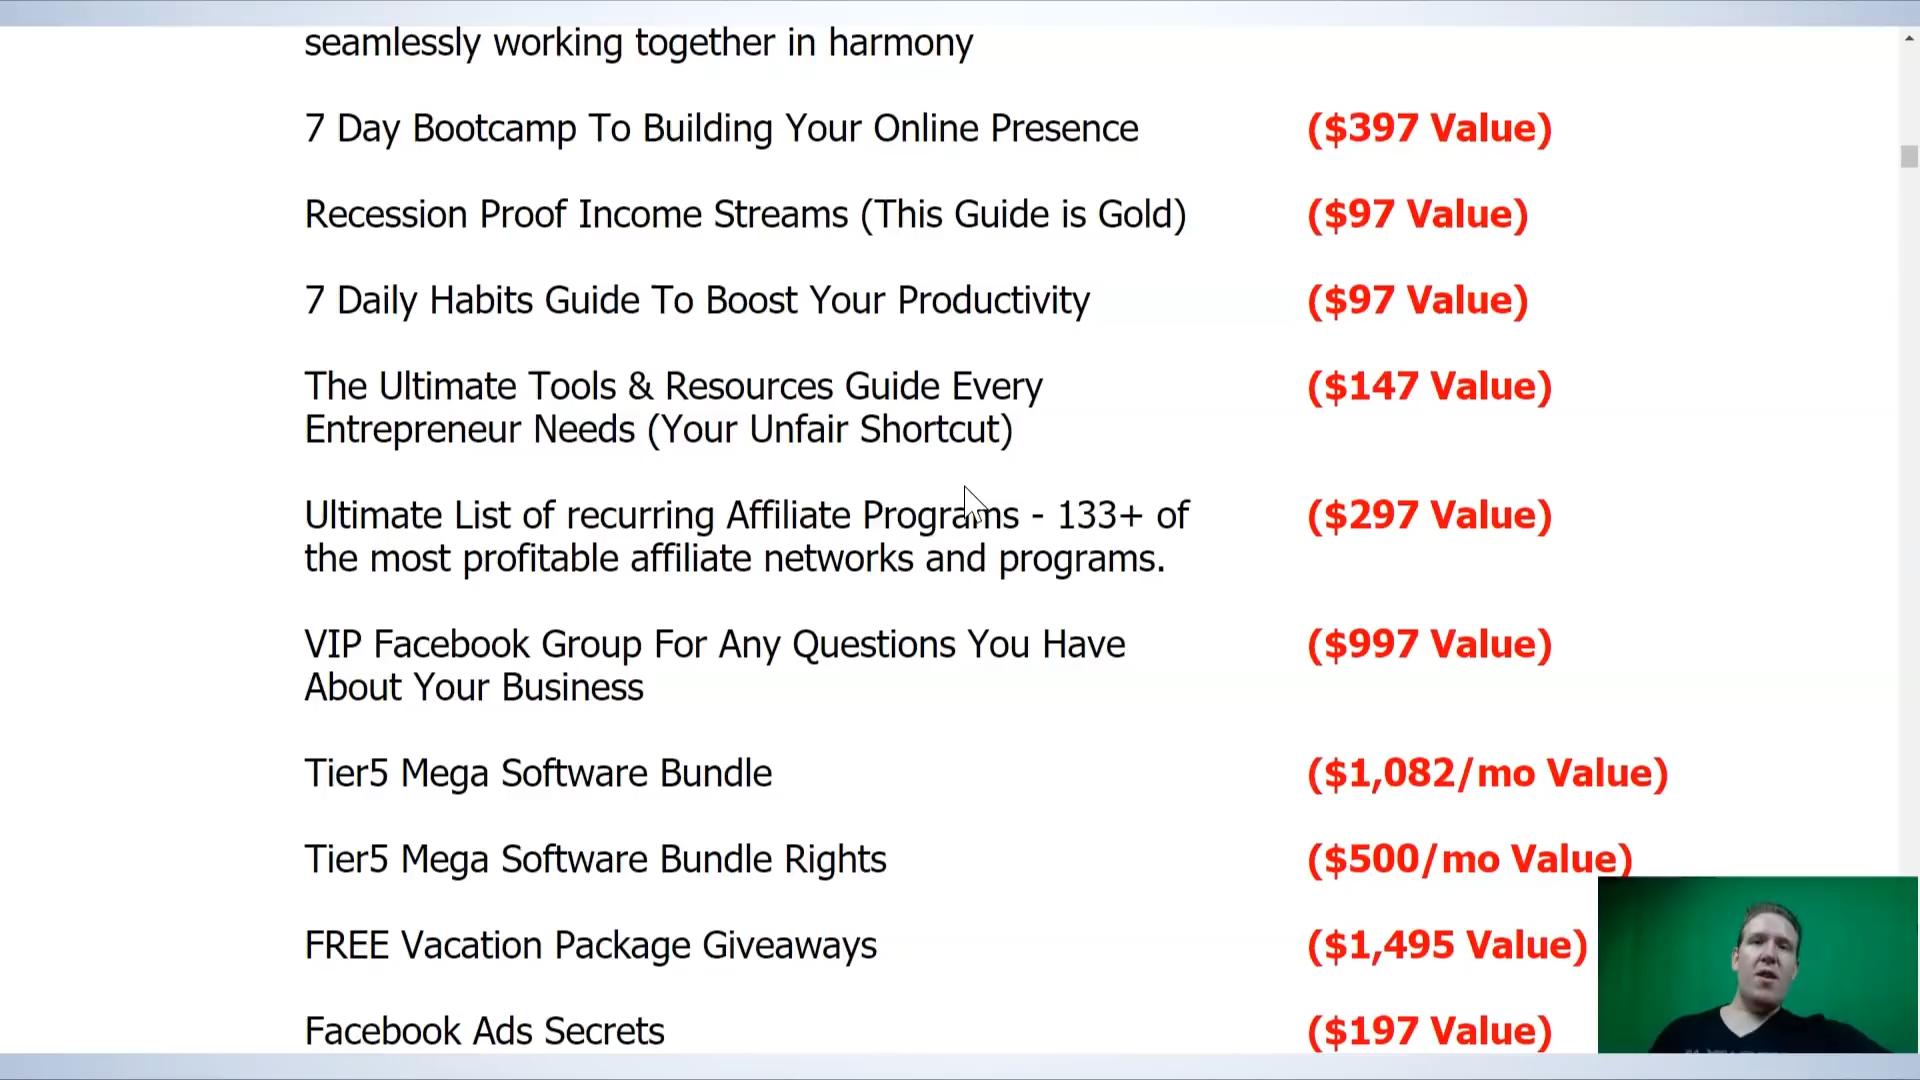 seamlessly working together in harmony
7 Day Bootcamp To Building Your Online Presence ($397 Value)
Recession Proof Income Streams (This Guide is Gold) ($97 Value)
7 Daily Habits Guide To Boost Your Productivity ($97 Value)
The Ultimate Tools & Resources Guide Every ($147 Value)
Entrepreneur Needs (Your Unfair Shortcut)
Ultimate List of recurring Affiliate Programs - 133+ of ($297 Value)
the most profitable affiliate networks and programs.
VIP Facebook Group For Any Questions You Have ($997 Value)
About Your Business
Tier5 Mega Software Bundle ($1,082/mo Value)
Tier5 Mega Software Bundle Rights ($500/mo Value)
FREE Vacation Package Giveaways ($1,495 Value)
Facebook Ads Secrets ($197 Value)